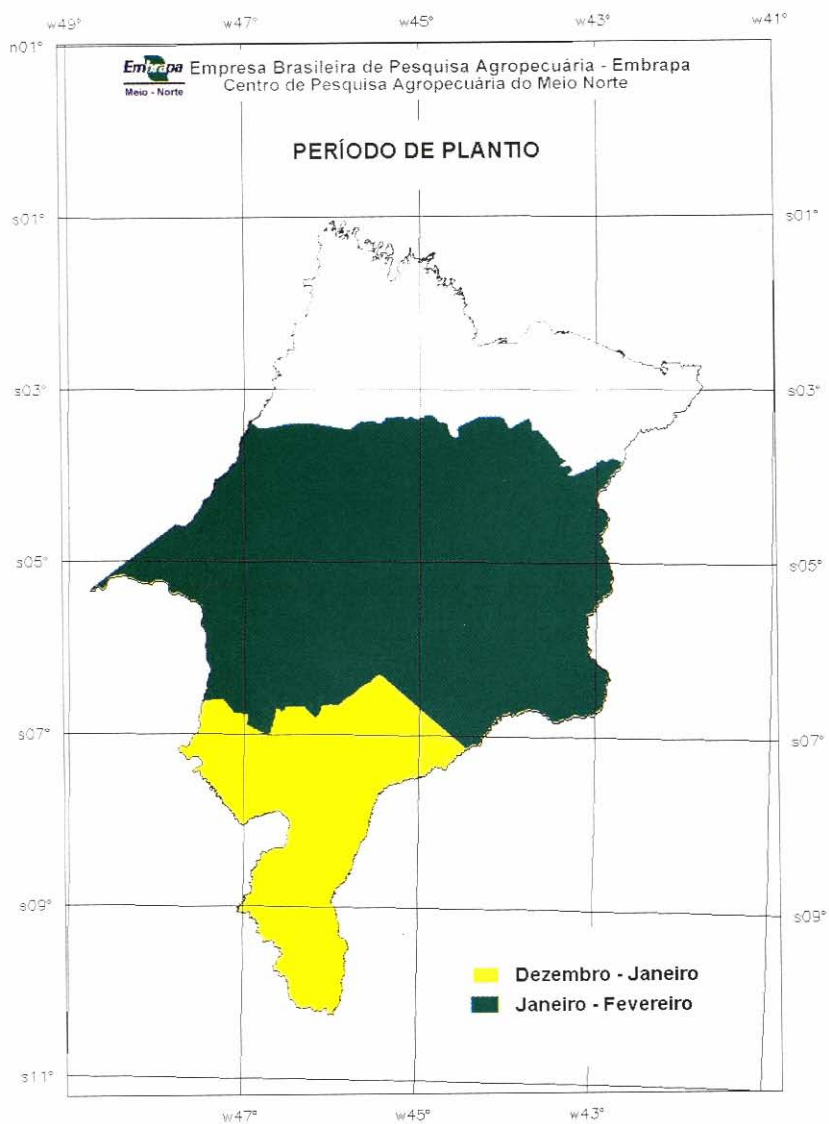 w49° w47° w45° w43° w41°
n01°
Embrapa Empresa Brasileira de Pesquisa Agropecuária - Embrapa
Meio - Norte Centro de Pesquisa Agropecuária do Meio Norte
PERÍODO DE PLANTIO
s01° s01°
s03° s03°
s05° s05°
s07° s07°
s09° s09°
Dezembro - Janeiro
Janeiro - Fevereiro
s11°
w47° w45° w43°